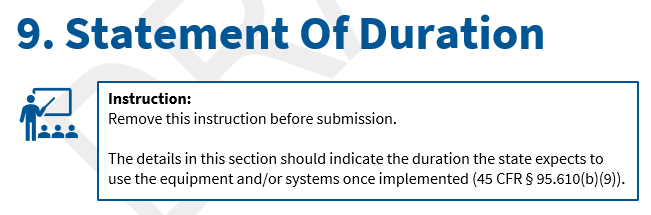 9. Statement Of Duration
Instruction:
Remove this instruction before submission.
The details in this section should indicate the duration the state expects to
use the equipment and/or systems once implemented (45 CFR § 95.610(b)(9)).